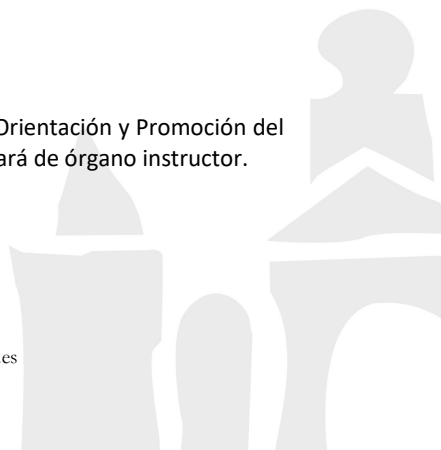 Orientación y Promoción del
ará de órgano instructor.
es